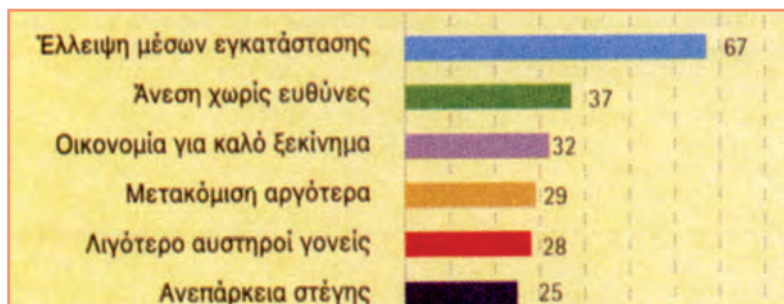 Έλλειψη μέσων εγκατάστασης 67
Άνεση χωρίς ευθύνες 37
Οικονομία για καλό ξεκίνημα 32
Μετακόμιση αργότερα 29
Λιγότερο αυστηροί γονείς 28
Ανεπάρκεια στέγης 25